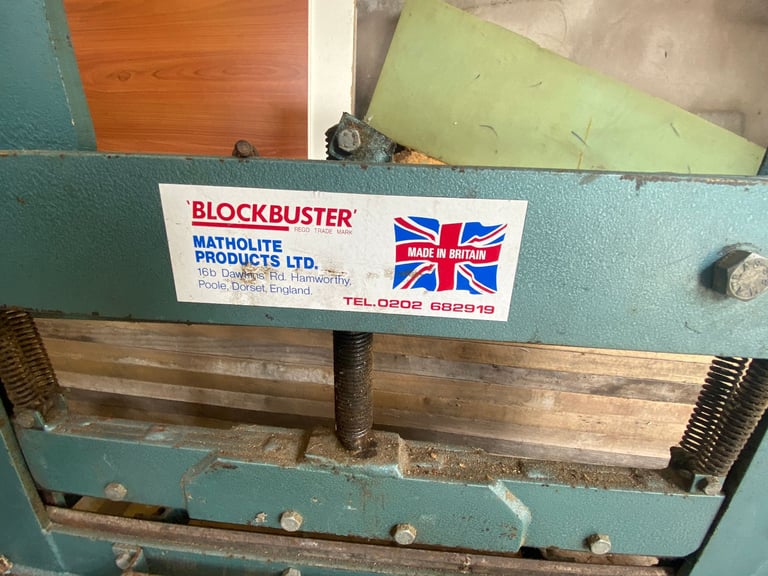 'BLOCKBUSTER'
REGD TRADE MARK
MATHOLITE
PRODUCTS LTD.
16b Dawkins Rd. Hamworthy.
Poole, Dorset, England.
MADE IN BRITAIN
TEL.0202 682919